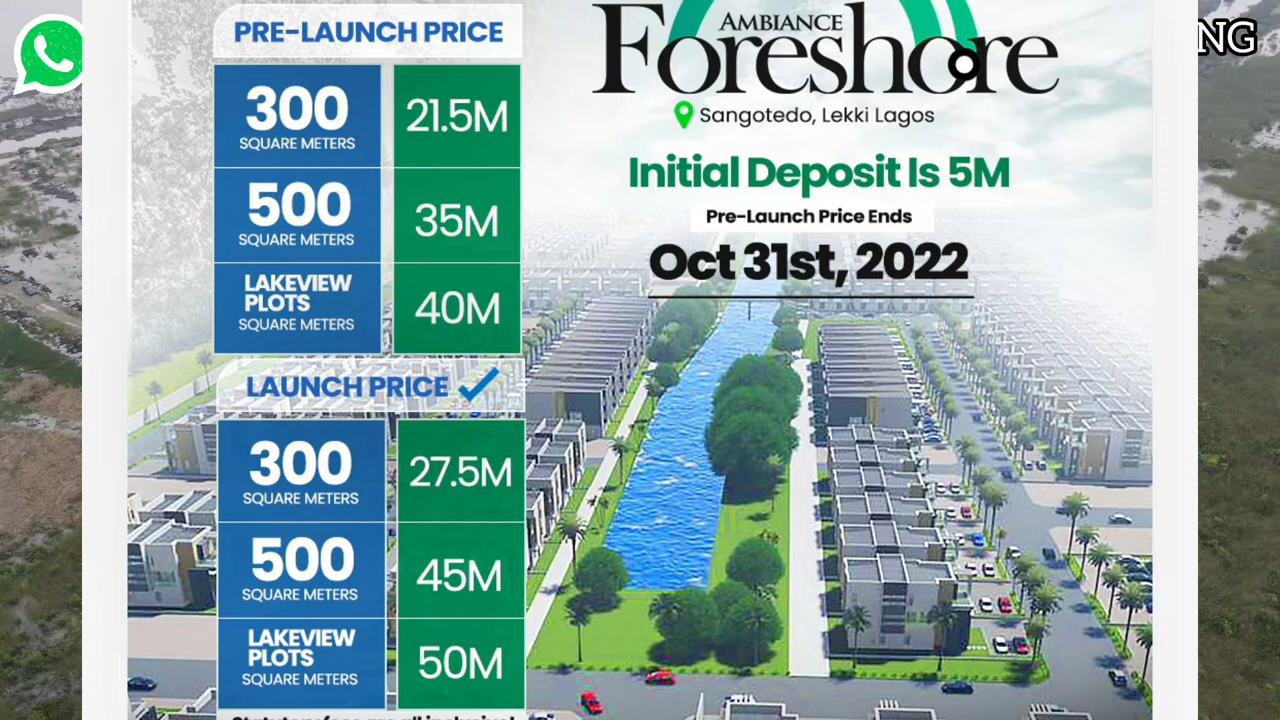 PRE-LAUNCH PRICE
300
SQUARE METERS
21.5M
500
SQUARE METERS
35M
LAKEVIEW
PLOTS
SQUARE METERS
40M
LAUNCH PRICE
300
SQUARE METERS
27.5M
500
SQUARE METERS
45M
LAKEVIEW
PLOTS
SQUARE METERS
50M
AMBIANCE
Foreshore
Sangotedo, Lekki Lagos
Initial Deposit Is 5M
Pre-Launch Price Ends
Oct 31st, 2022
NG